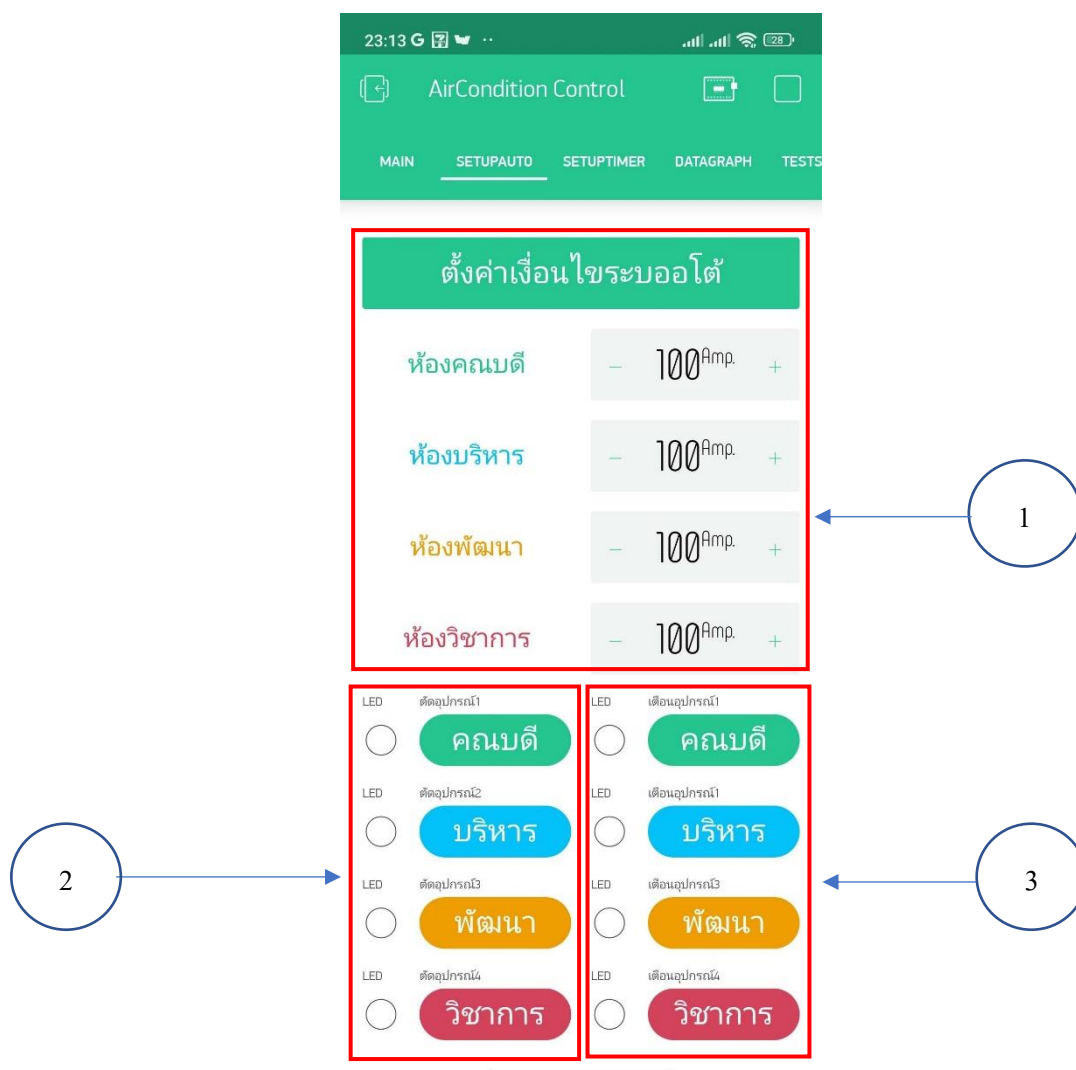 23:13 G
28
AirCondition Control
MAIN SETUPAUTO SETUPTIMER DATAGRAPH TESTS
ตั้งค่าเงื่อนไขระบออโต้
ห้องคณบดี - 100 Amp. +
ห้องบริหาร - 100 Amp. +
ห้องพัฒนา - 100 Amp. +
ห้องวิชาการ - 100 Amp. +
1
LED ตัดอุปกรณ์1 LED เตือนอุปกรณ์1
คณบดี คณบดี
LED ตัดอุปกรณ์2 LED เตือนอุปกรณ์1
บริหาร บริหาร
2
3
LED ตัดอุปกรณ์3 LED เตือนอุปกรณ์3
พัฒนา พัฒนา
LED ตัดอุปกรณ์4 LED เตือนอุปกรณ์4
วิชาการ วิชาการ